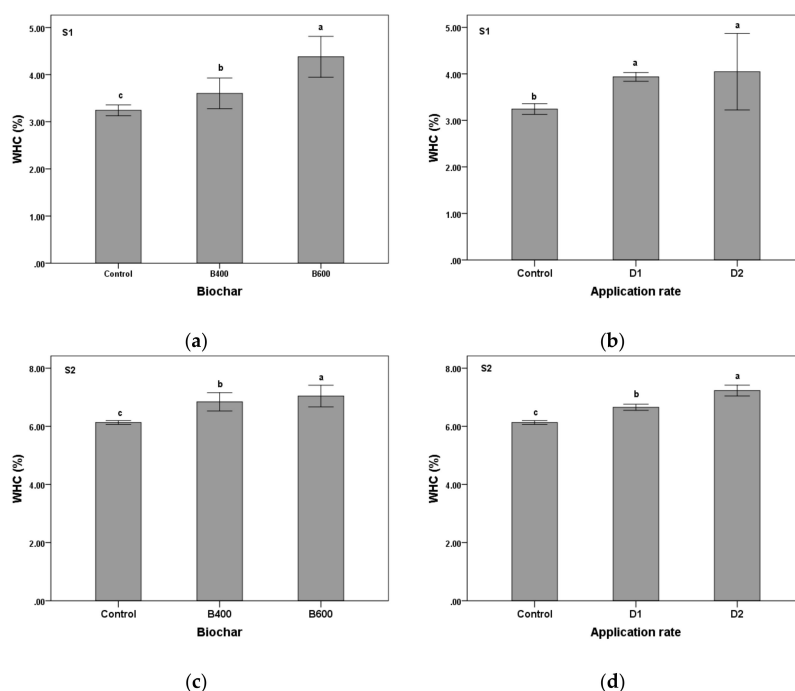 S1
5.00
4.00
3.00
2.00
1.00
.00
WHC (%)
c
b
a
Control B400 B600
Biochar
(a)
S1
5.00
4.00
3.00
2.00
1.00
.00
WHC (%)
b
a
a
Control D1 D2
Application rate
(b)
S2
8.00
6.00
4.00
2.00
.00
WHC (%)
c
b
a
Control B400 B600
Biochar
(c)
S2
8.00
6.00
4.00
2.00
.00
WHC (%)
c
b
a
Control D1 D2
Application rate
(d)